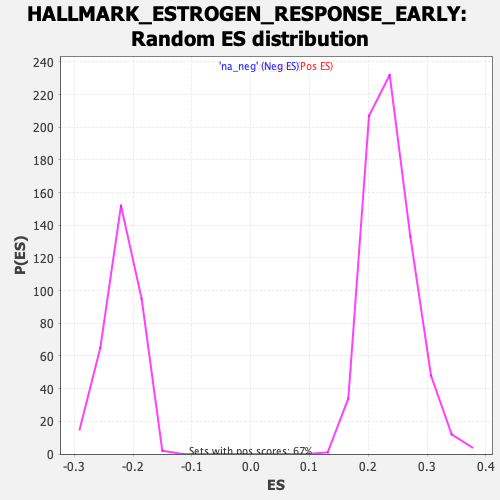 HALLMARK_ESTROGEN_RESPONSE_EARLY:
Random ES distribution
'na_neg' (Neg ES) Pos ES)
240
220
200
180
160
140
120
100
80
60
40
20
0
P(ES)
Sets with pos scores: 67%
-0.3 -0.2 -0.1 0.0 0.1 0.2 0.3 0.4
ES